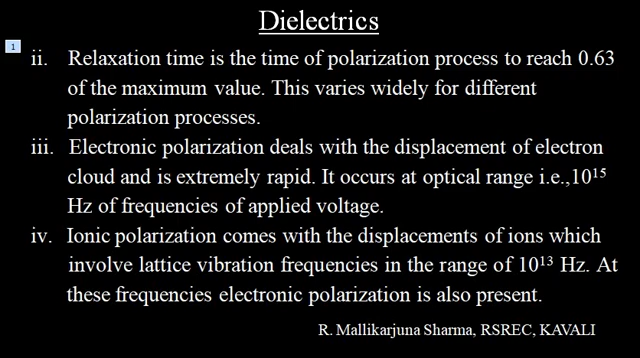 Dielectrics
1
ii. Relaxation time is the time of polarization process to reach 0.63
of the maximum value. This varies widely for different
polarization processes.
iii. Electronic polarization deals with the displacement of electron
cloud and is extremely rapid. It occurs at optical range i.e.,10¹⁵
Hz of frequencies of applied voltage.
iv. Ionic polarization comes with the displacements of ions which
involve lattice vibration frequencies in the range of 10¹³ Hz. At
these frequencies electronic polarization is also present.
R. Mallikarjuna Sharma, RSREC, KAVALI